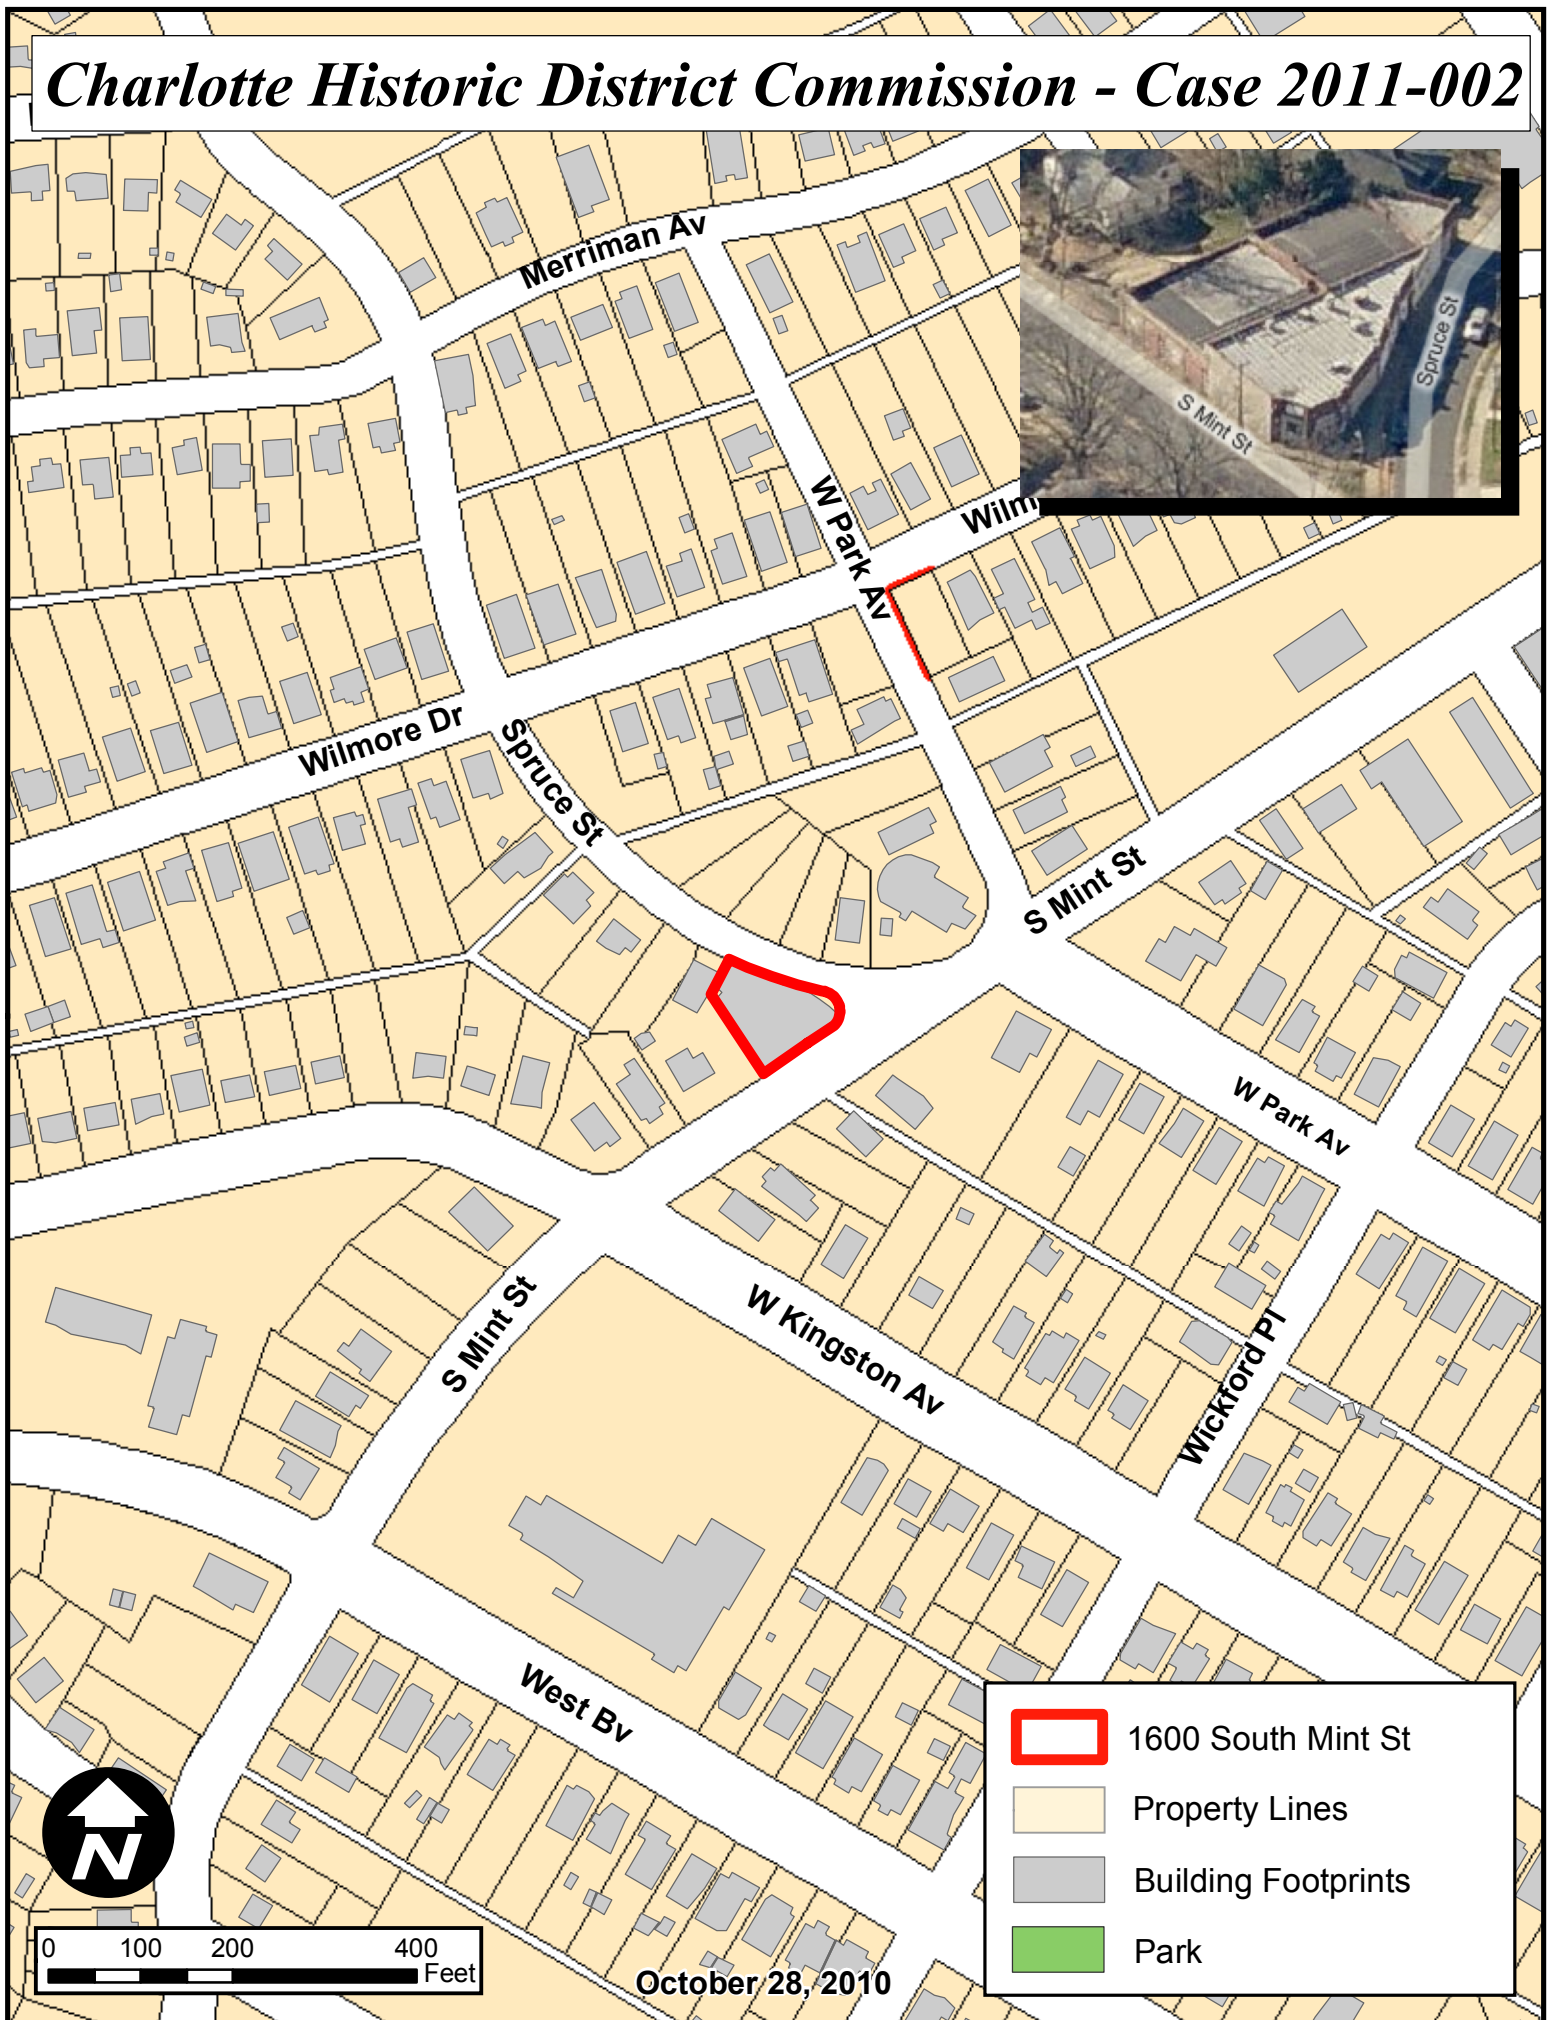 Charlotte Historic District Commission - Case 2011-002
Merriman Av
Spruce St
S Mint St
W Park Av
Wilm
Wilmore Dr
Spruce St
S Mint St
W Park Av
S Mint St
W Kingston Av
Wickford Pl
West Bv
1600 South Mint St
Property Lines
Building Footprints
Park
N
0 100 200 400
Feet
October 28, 2010